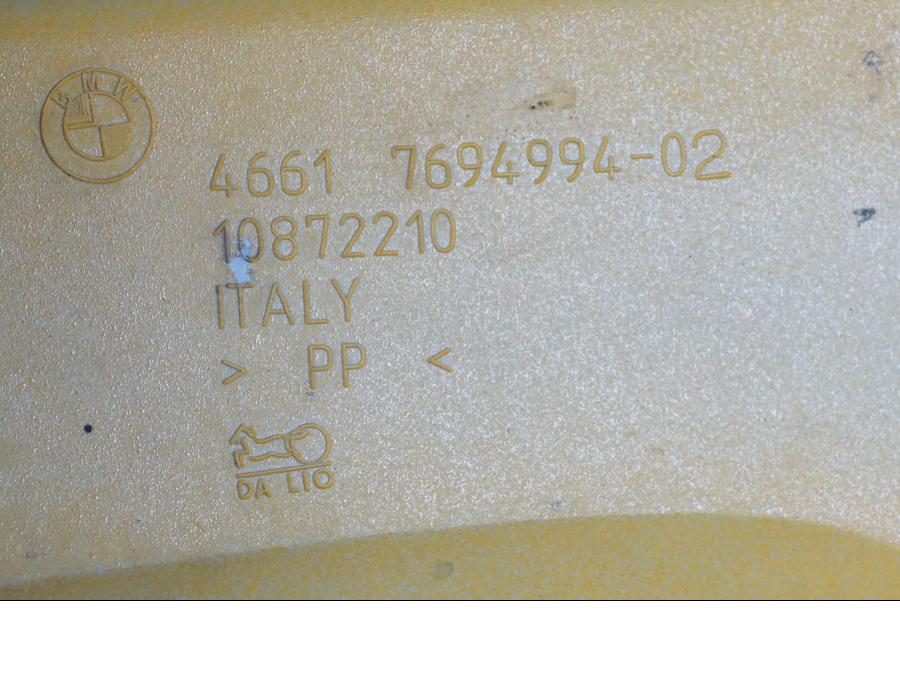 BMW
4661 7694994-02
10872210
ITALY
> PP <
DA LIO